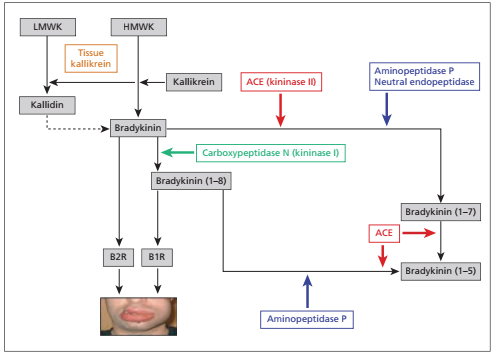 LMWK
HMWK
Tissue
kallikrein
Kallikrein
ACE (kininase II)
Aminopeptidase P
Neutral endopeptidase
Kallidin
Bradykinin
Carboxypeptidase N (kininase I)
Bradykinin (1–8)
Bradykinin (1–7)
ACE
B2R
B1R
Bradykinin (1–5)
Aminopeptidase P